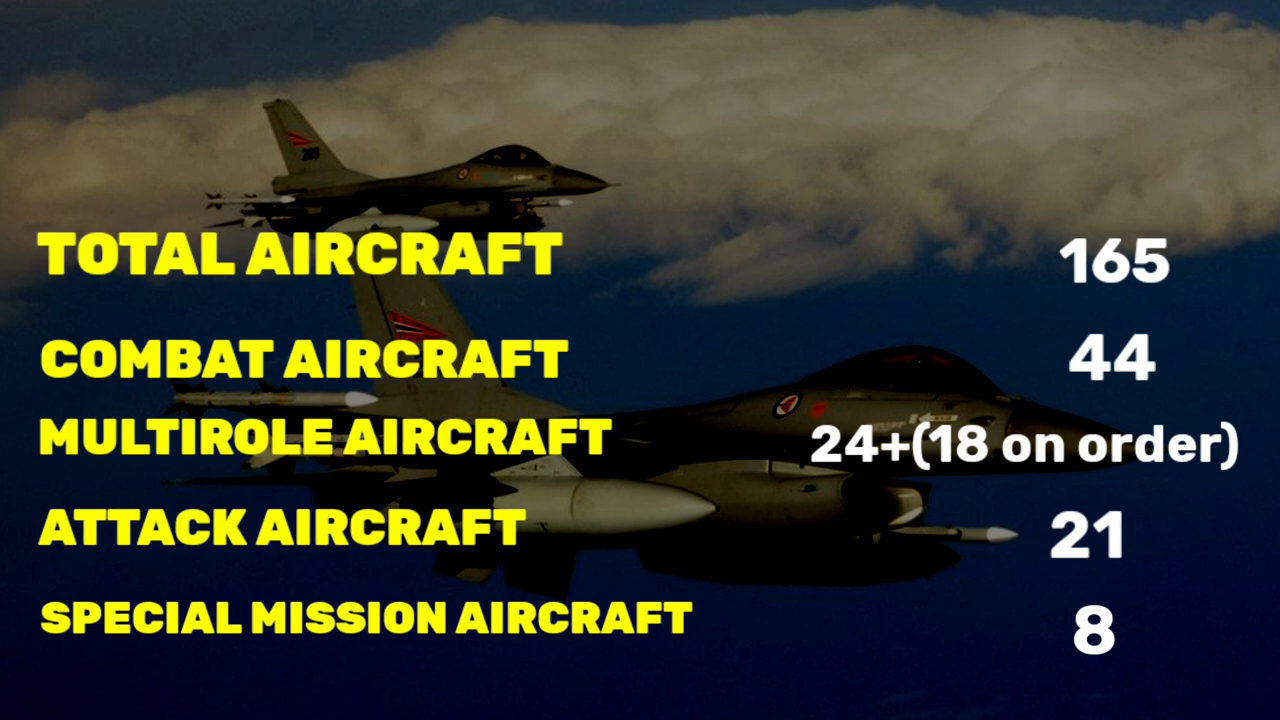 289
TOTAL AIRCRAFT 165
COMBAT AIRCRAFT 44
MULTIROLE AIRCRAFT 24+(18 on order)
ATTACK AIRCRAFT 21
SPECIAL MISSION AIRCRAFT 8